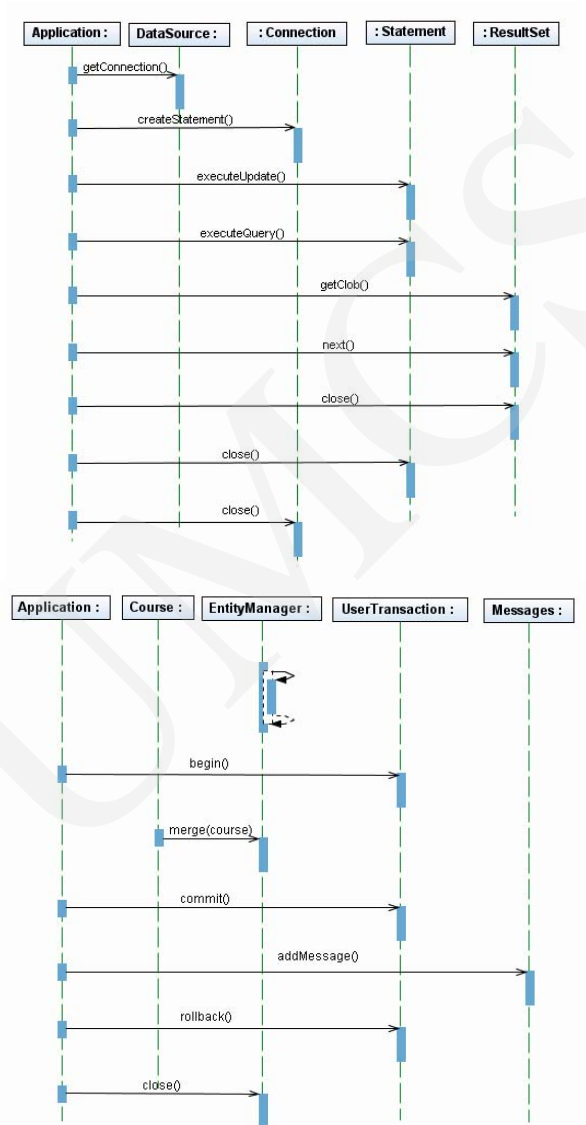 Application : DataSource : : Connection : Statement : ResultSet
getConnection()
createStatement()
executeUpdate()
executeQuery()
getClob()
next()
close()
close()
close()
Application : Course : EntityManager : UserTransaction : Messages :
begin()
merge(course)
commit()
addMessage()
rollback()
close()
UMCS